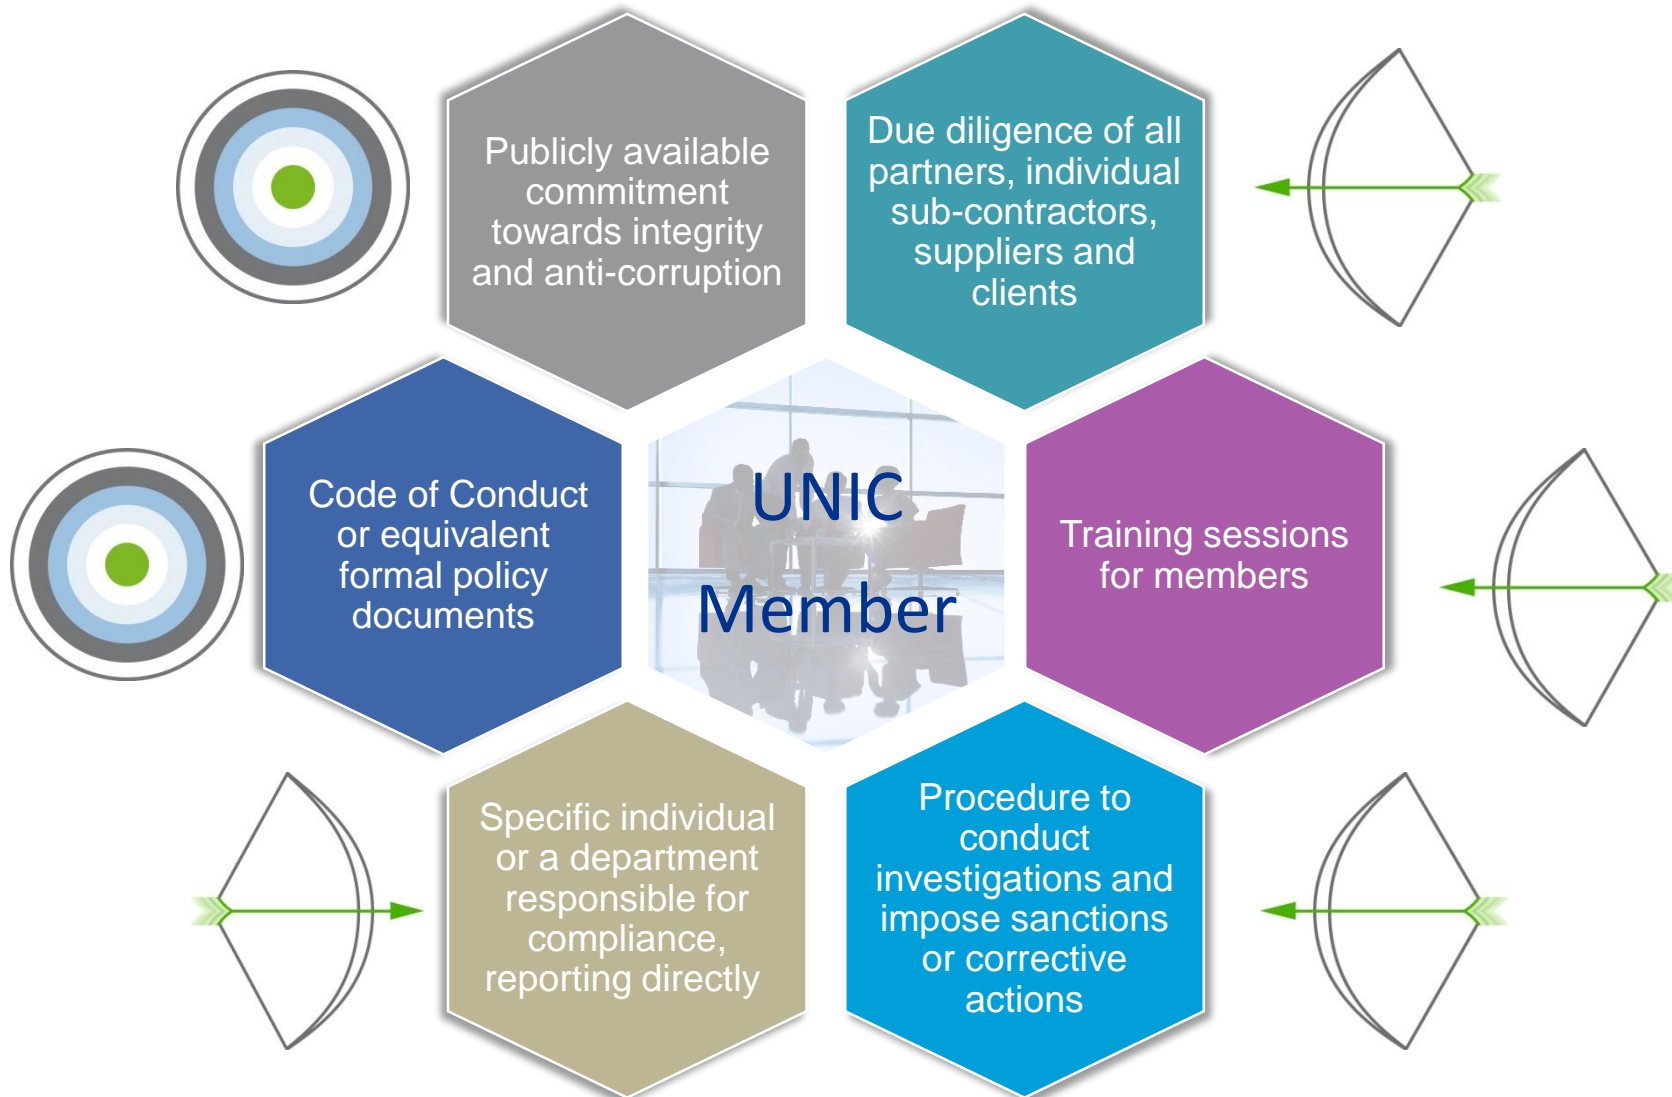 Publicly available
commitment
towards integrity
and anti-corruption
Due diligence of all
partners, individual
sub-contractors,
suppliers and
clients
Code of Conduct
or equivalent
formal policy
documents
UNIC
Member
Training sessions
for members
Specific individual
or a department
responsible for
compliance,
reporting directly
Procedure to
conduct
investigations and
impose sanctions
or corrective
actions